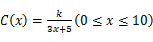 C(x) = k/(3x+5) (0 ≤ x ≤ 10)